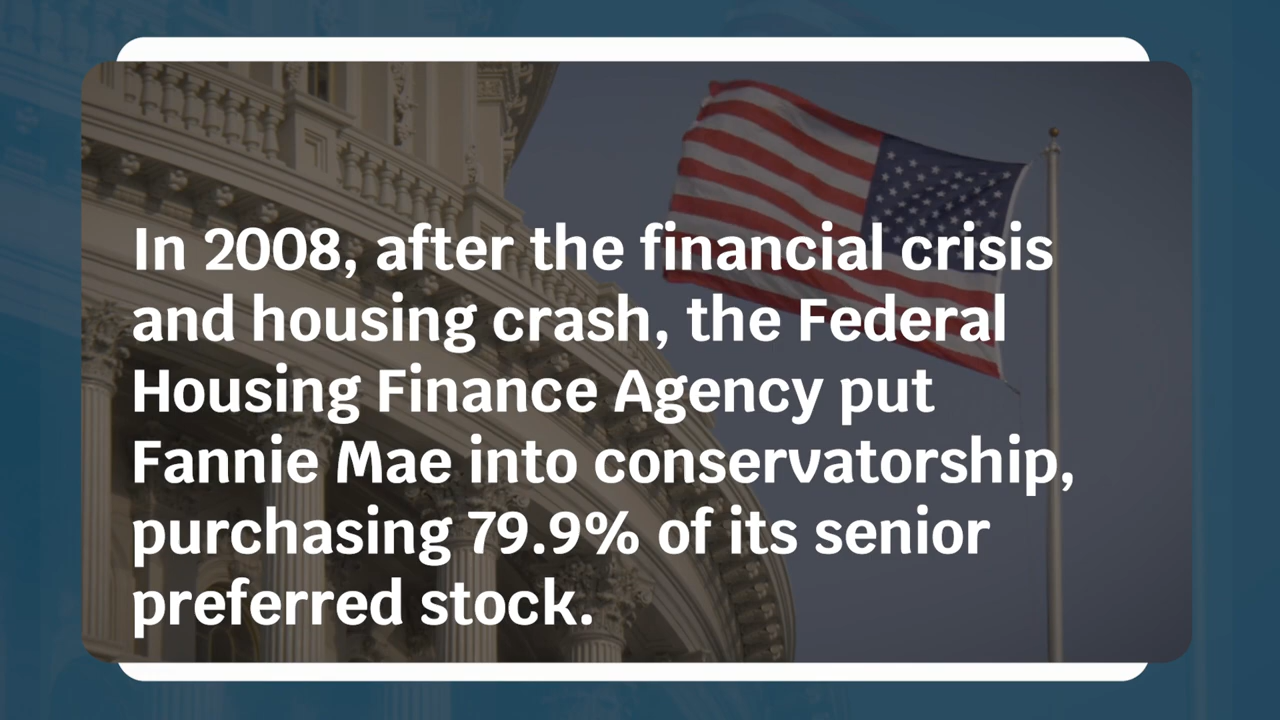 In 2008, after the financial crisis
and housing crash, the Federal
Housing Finance Agency put
Fannie Mae into conservatorship,
purchasing 79.9% of its senior
preferred stock.